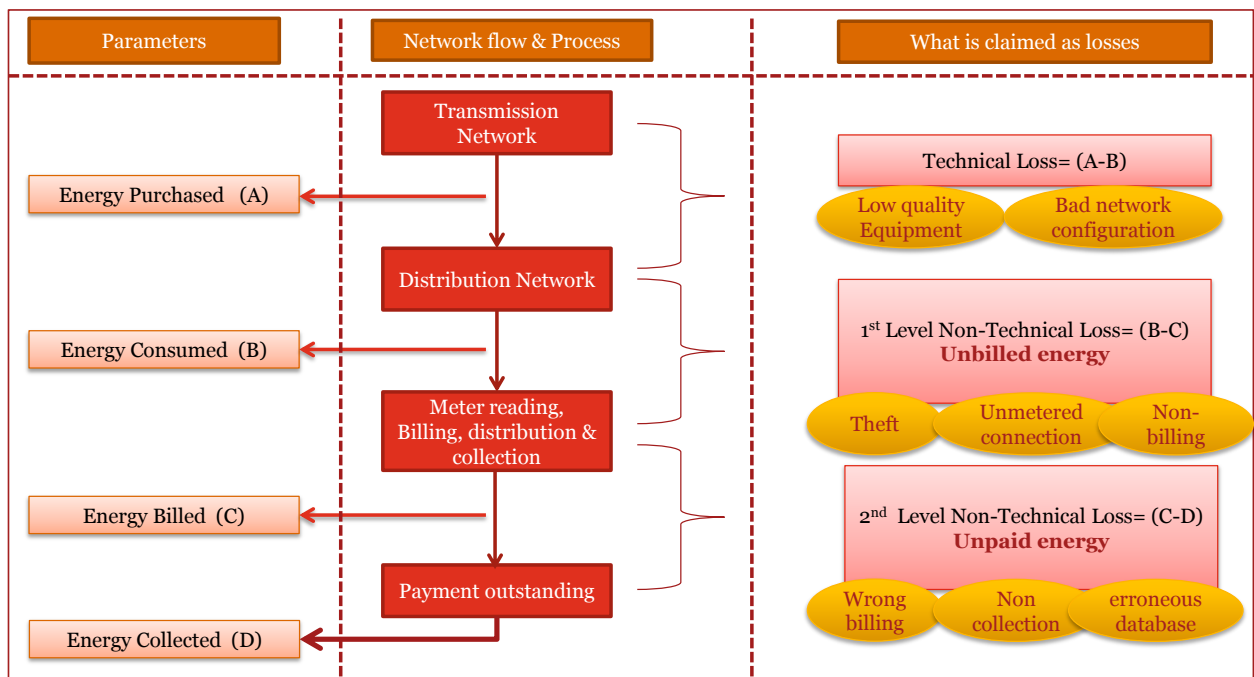 Parameters
Network flow & Process
What is claimed as losses
Transmission
Network
Energy Purchased (A)
Technical Loss= (A-B)
Low quality
Equipment
Bad network
configuration
Distribution Network
Energy Consumed (B)
1st Level Non-Technical Loss= (B-C)
Unbilled energy
Meter reading,
Billing, distribution &
collection
Theft
Unmetered
connection
Non-
billing
Energy Billed (C)
2nd Level Non-Technical Loss= (C-D)
Unpaid energy
Payment outstanding
Wrong
billing
Non
collection
erroneous
database
Energy Collected (D)